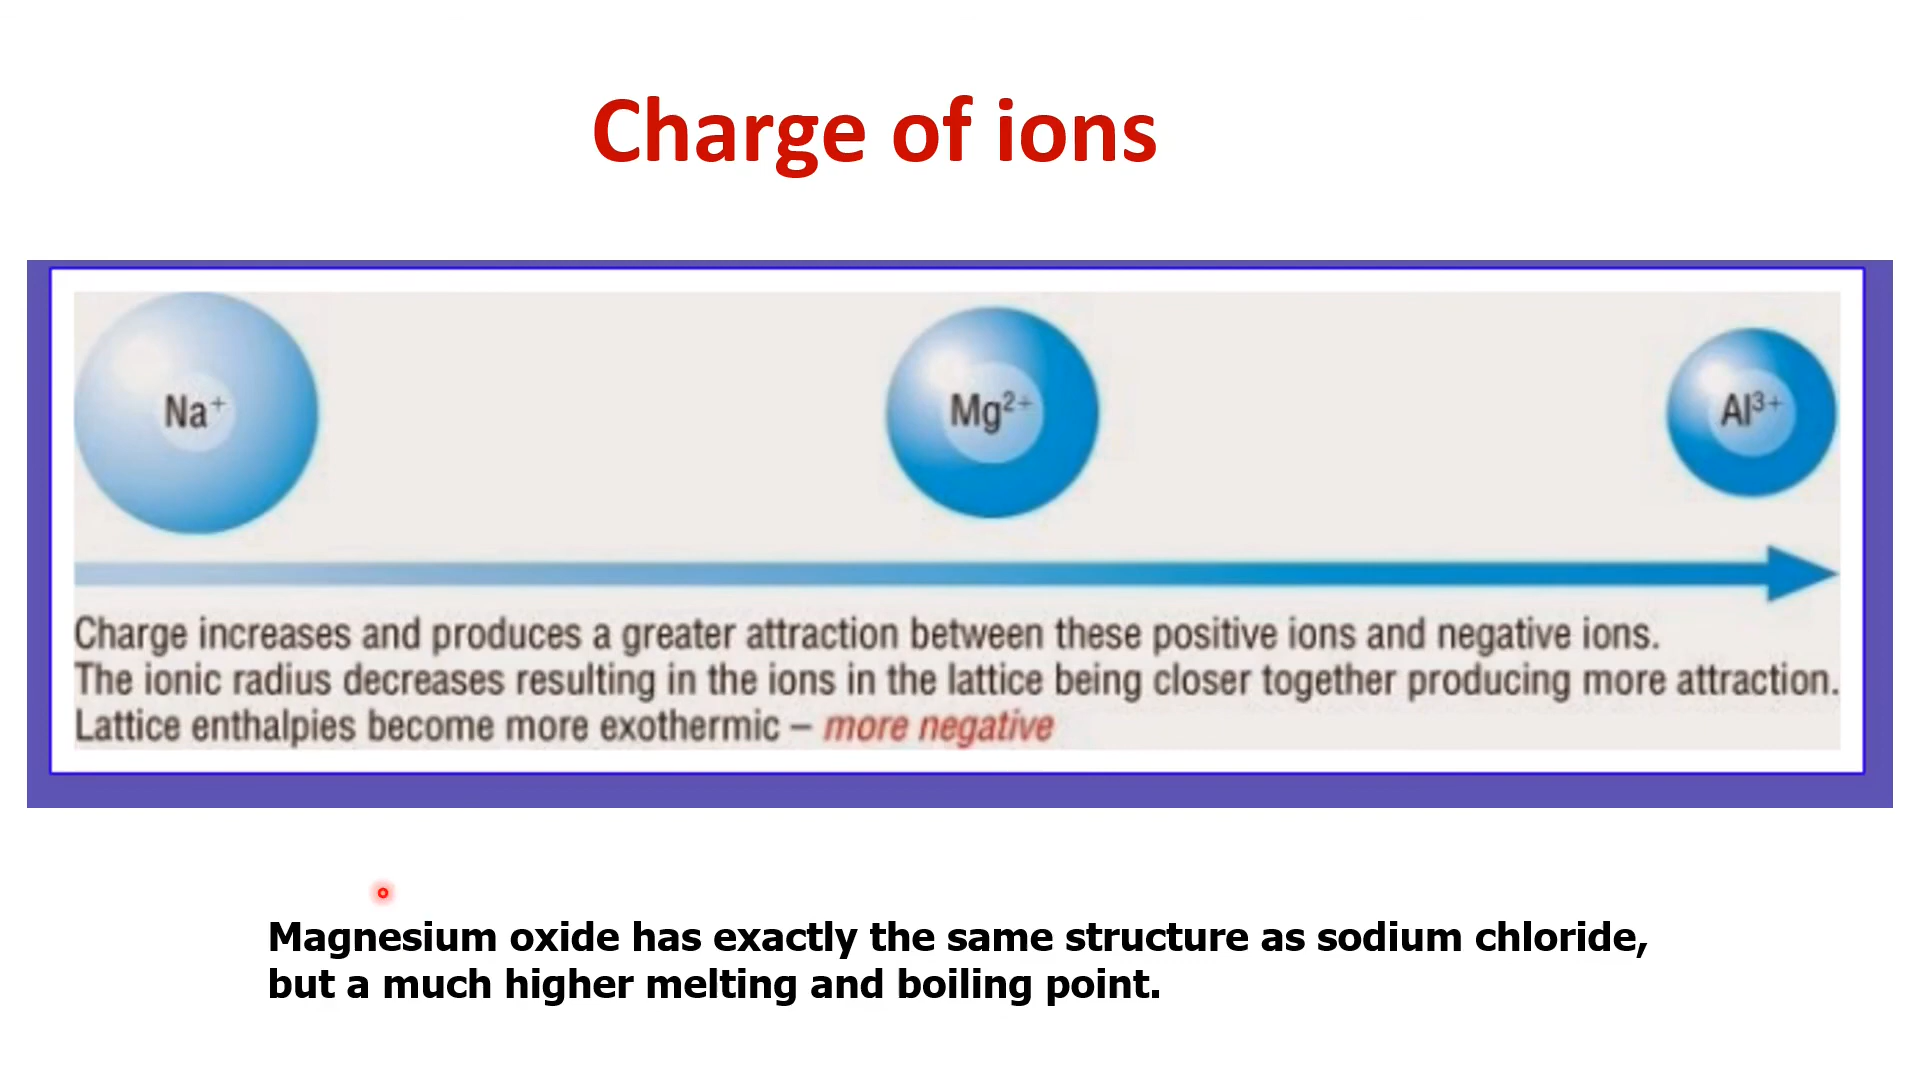 Charge of ions
Na⁺
Mg²⁺
Al³⁺
Charge increases and produces a greater attraction between these positive ions and negative ions.
The ionic radius decreases resulting in the ions in the lattice being closer together producing more attraction.
Lattice enthalpies become more exothermic – more negative
Magnesium oxide has exactly the same structure as sodium chloride,
but a much higher melting and boiling point.